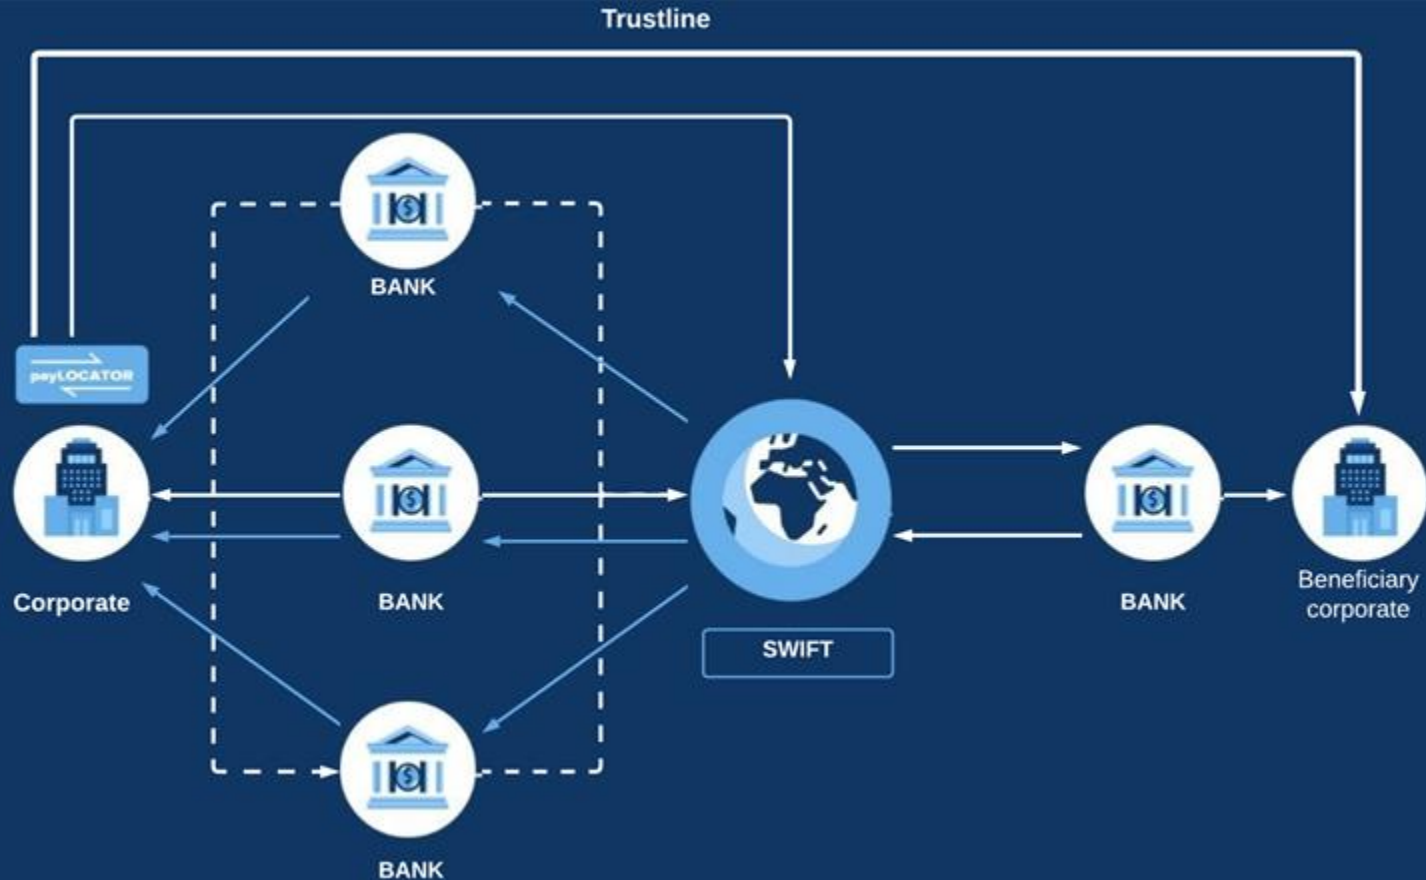 Trustline
BANK
payLOCATOR
Corporate
BANK
SWIFT
BANK
Beneficiary
corporate
BANK